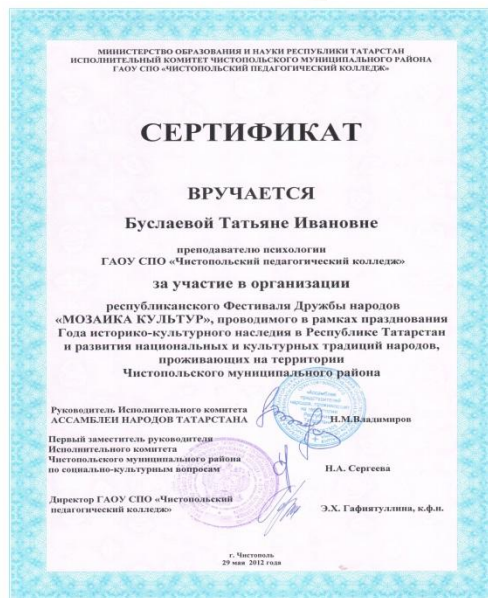 МИНИСТЕРСТВО ОБРАЗОВАНИЯ И НАУКИ РЕСПУБЛИКИ ТАТАРСТАН
ИСПОЛНИТЕЛЬНЫЙ КОМИТЕТ ЧИСТОПОЛЬСКОГО МУНИЦИПАЛЬНОГО РАЙОНА
ГАОУ СПО «ЧИСТОПОЛЬСКИЙ ПЕДАГОГИЧЕСКИЙ КОЛЛЕДЖ»
СЕРТИФИКАТ
ВРУЧАЕТСЯ
Буслаевой Татьяне Ивановне
преподавателю психологии
ГАОУ СПО «Чистопольский педагогический колледж»
за участие в организации
республиканского Фестиваля Дружбы народов
«МОЗАИКА КУЛЬТУР», проводимого в рамках празднования
Года историко-культурного наследия в Республике Татарстан
и развития национальных и культурных традиций народов,
проживающих на территории
Чистопольского муниципального района
Руководитель Исполнительного комитета
АССАМБЛЕИ НАРОДОВ ТАТАРСТАНА Н.М.Владимиров
Первый заместитель руководителя
Исполнительного комитета
Чистопольского муниципального района
по социально-культурным вопросам Н.А. Сергеева
Директор ГАОУ СПО «Чистопольский
педагогический колледж» Э.Х. Гафиятуллина, к.ф.н.
г. Чистополь
29 мая 2012 года